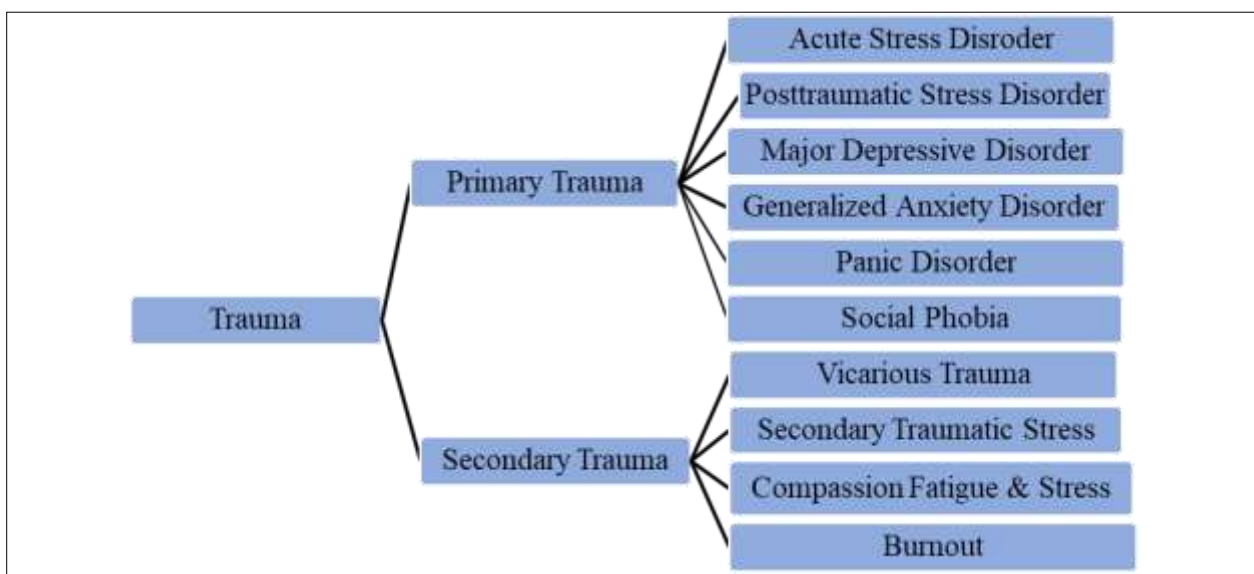 Acute Stress Disroder
Posttraumatic Stress Disorder
Major Depressive Disorder
Primary Trauma
Generalized Anxiety Disorder
Panic Disorder
Trauma
Social Phobia
Vicarious Trauma
Secondary Traumatic Stress
Secondary Trauma
Compassion Fatigue & Stress
Burnout